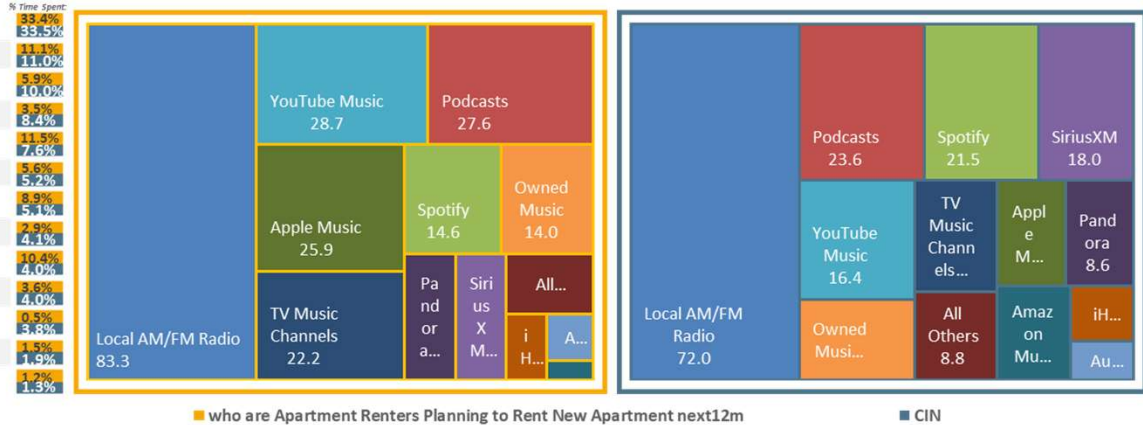 % Time Spent:
33.4%
33.5%
11.1%
11.0%
5.9%
10.0%
3.5%
8.4%
11.5%
7.6%
5.6%
5.2%
8.9%
5.1%
2.9%
4.1%
10.4%
4.0%
3.6%
4.0%
0.5%
3.8%
1.5%
1.9%
1.2%
1.3%
Local AM/FM Radio
83.3
YouTube Music
28.7
Podcasts
27.6
Apple Music
25.9
Spotify
14.6
Owned
Music
14.0
TV Music
Channels
22.2
Pa
nd
or
a...
Siri
us
X
M...
All...
i
H...
A...
Local AM/FM
Radio
72.0
Podcasts
23.6
Spotify
21.5
SiriusXM
18.0
YouTube
Music
16.4
TV
Music
Chann
els...
Appl
e
M...
Pand
ora
8.6
Owned
Musi...
All
Others
8.8
Amaz
on
Mu...
iH...
Au...
who are Apartment Renters Planning to Rent New Apartment next12m
CIN